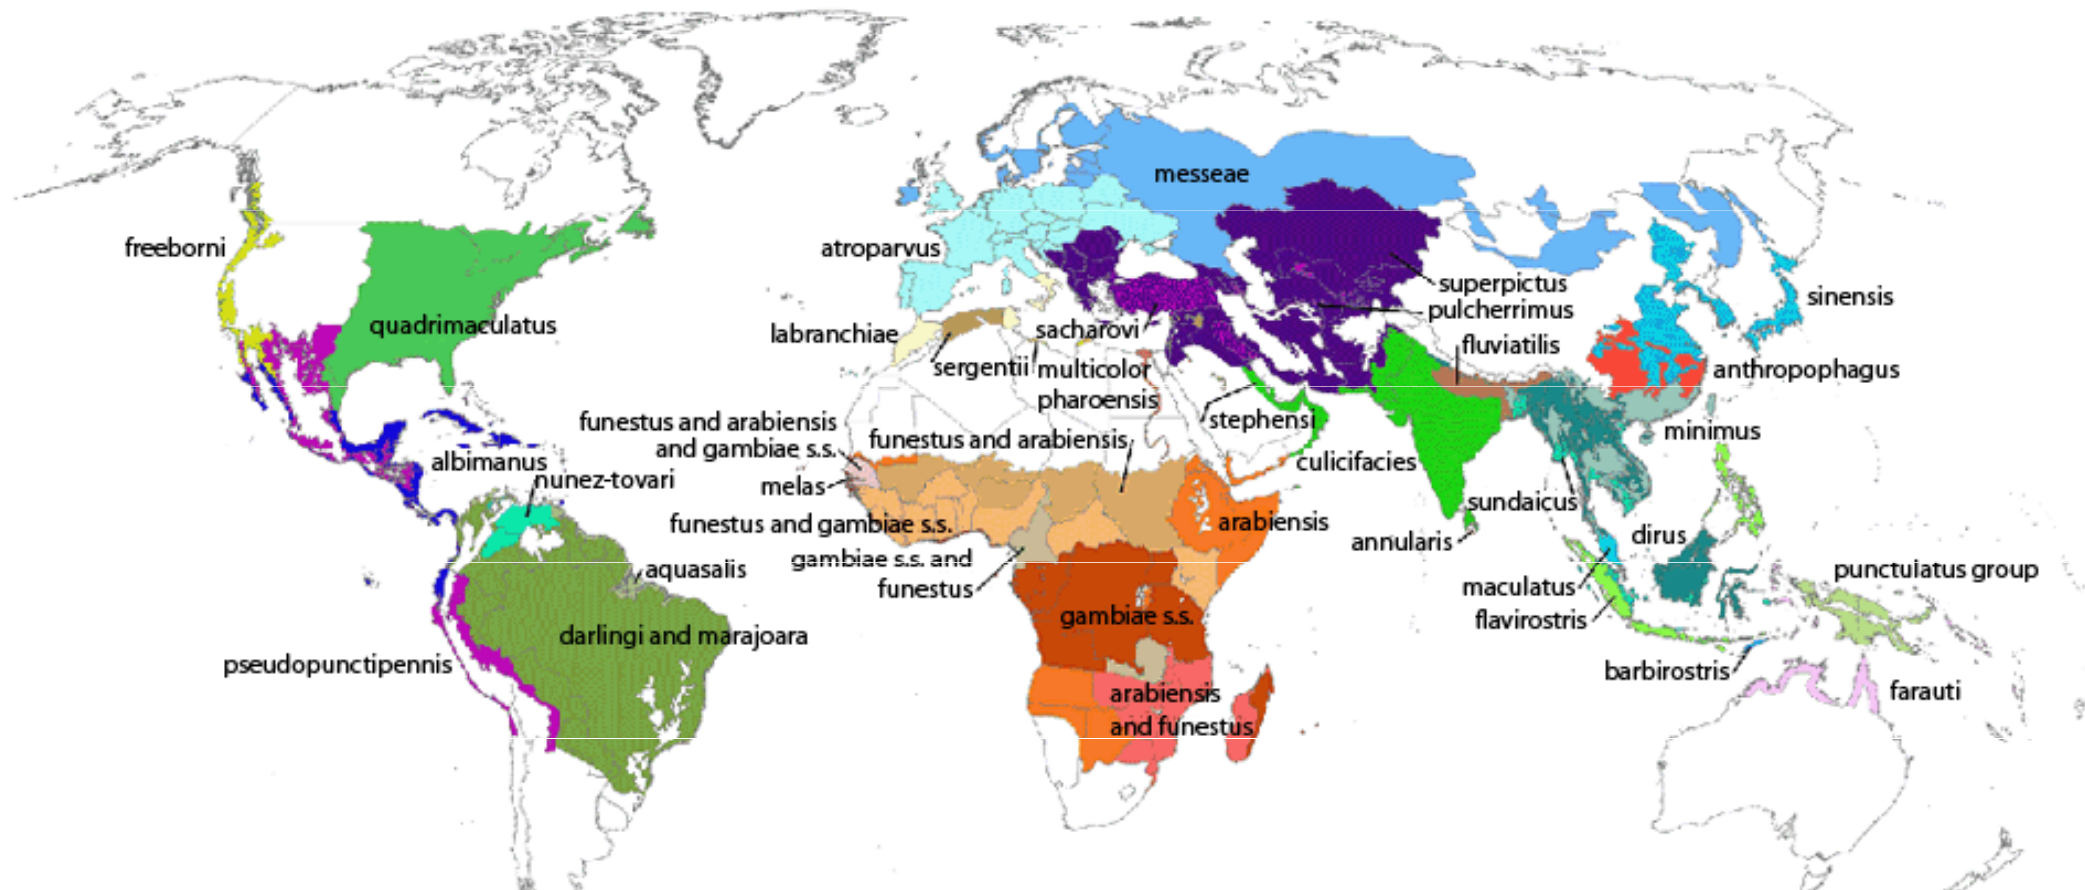 messeae
freeborni
atroparvus
superpictus
pulcherrimus
sinensis
quadrimaculatus
labranchiae
sacharovi
fluviatilis
sergentii
multicolor
pharoensis
anthropophagus
stephensi
funestus and arabiensis
and gambiae s.s.
funestus and arabiensis
minimus
albimanus
nunez-tovari
culicifacies
melas
sundaicus
funestus and gambiae s.s.
arabiensis
annularis
dirus
gambiae s.s. and
funestus
aquasalis
maculatus
punctulatus group
flavirostris
gambiae s.s.
darlingi and marajoara
pseudopunctipennis
barbirostris
farauti
arabiensis
and funestus